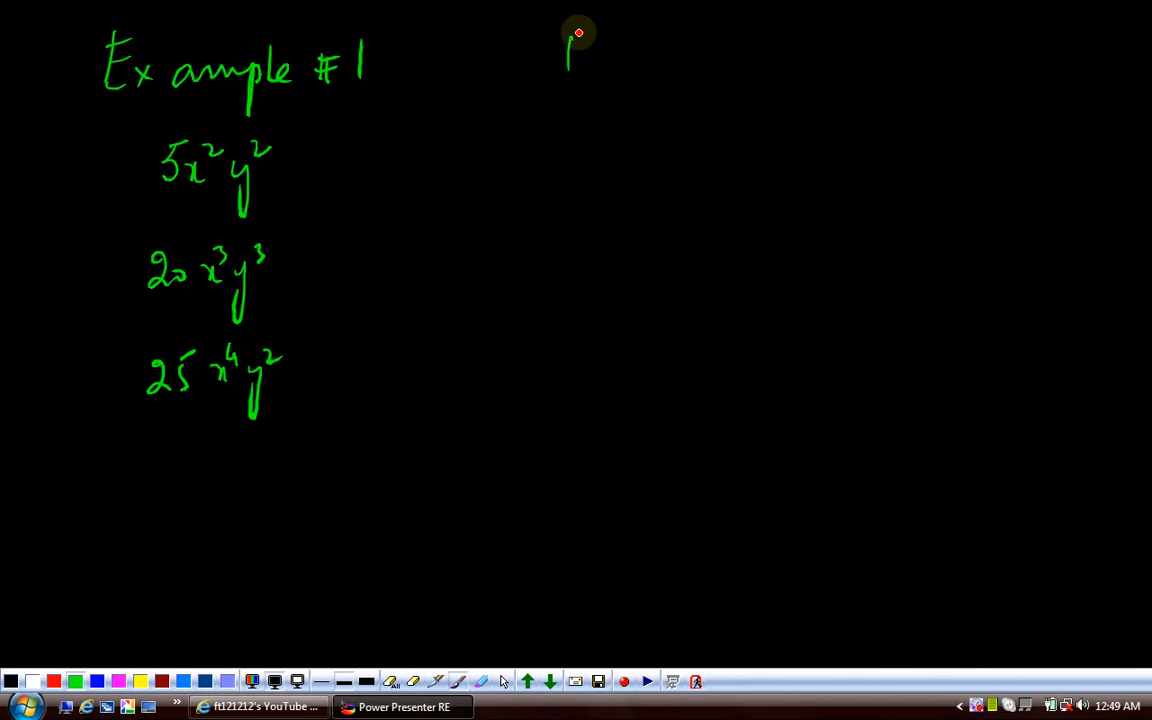 Example #1
5x²y²
20x³y³
25x⁴y²
ft121212's YouTube ...
Power Presenter RE
12:49 AM